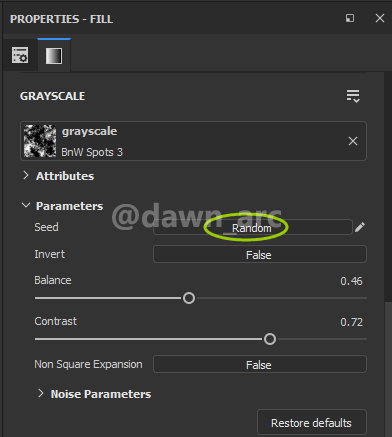 PROPERTIES - FILL
GRAYSCALE
grayscale
BnW Spots 3
Attributes
Parameters
@dawn_arc
Seed Random
Invert False
Balance 0.46
Contrast 0.72
Non Square Expansion False
Noise Parameters
Restore defaults